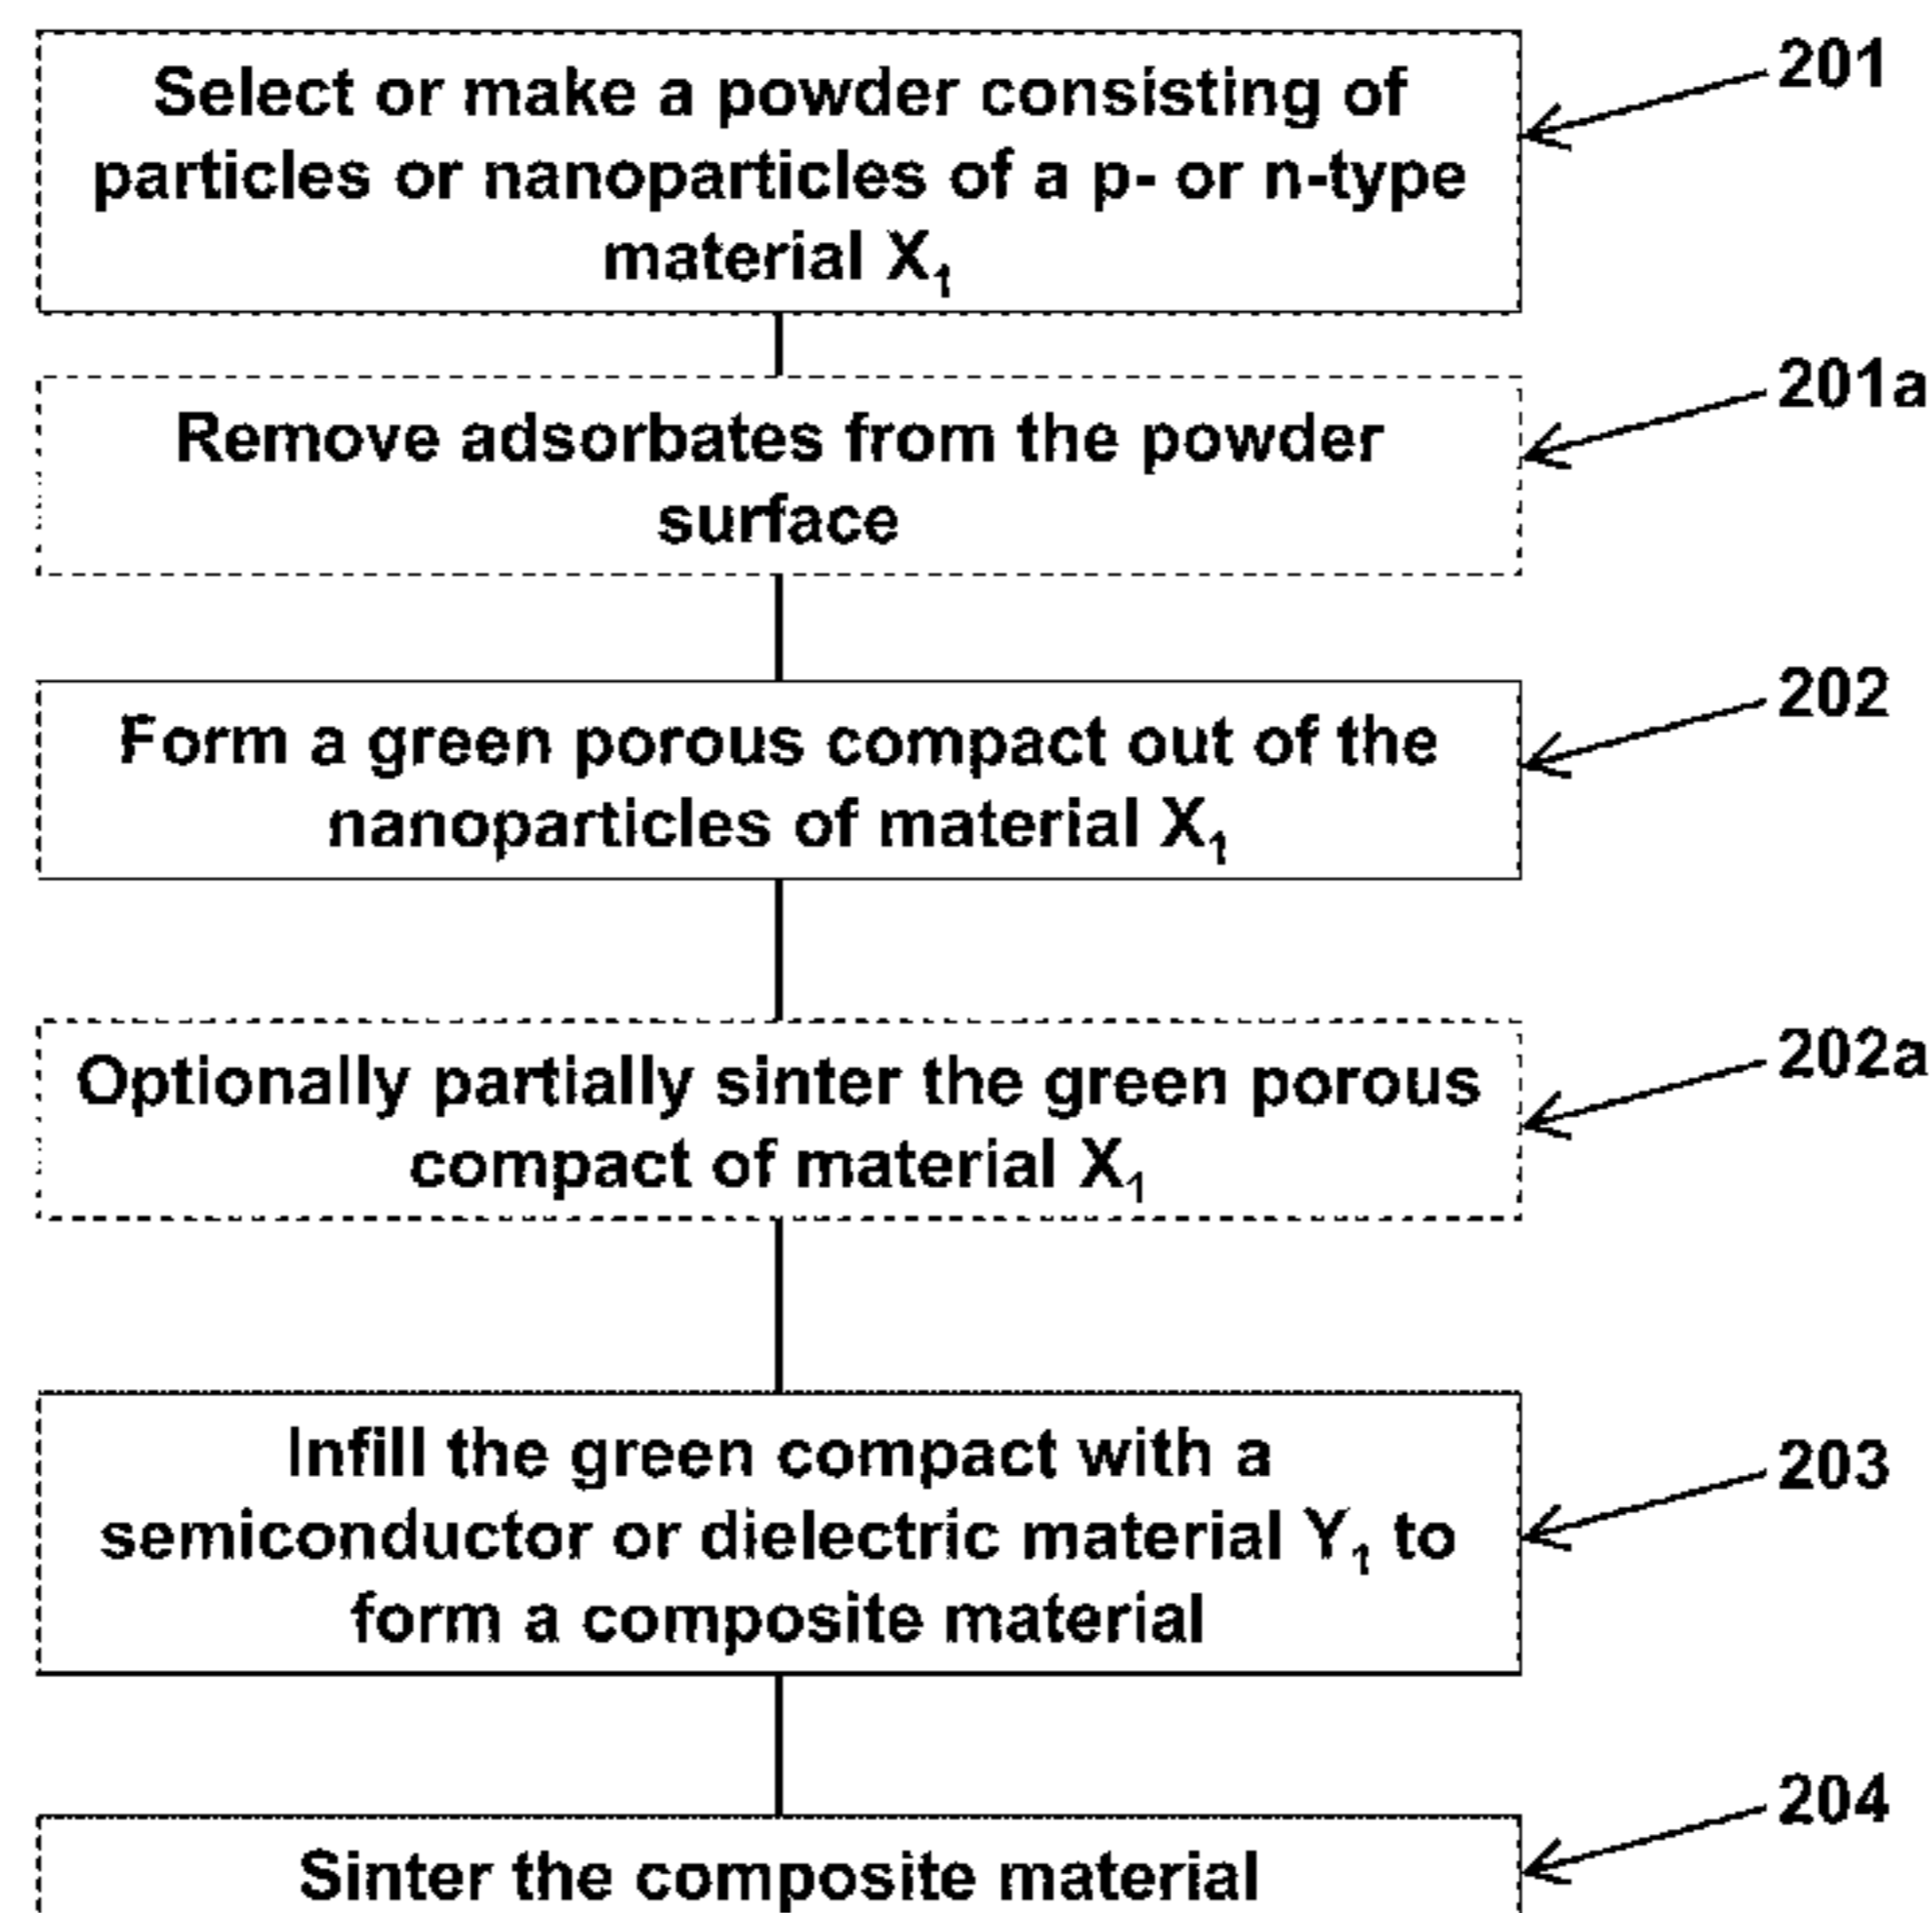 Select or make a powder consisting of
particles or nanoparticles of a p- or n-type
material X₁
201
Remove adsorbates from the powder
surface
201a
Form a green porous compact out of the
nanoparticles of material X₁
202
Optionally partially sinter the green porous
compact of material X₁
202a
Infill the green compact with a
semiconductor or dielectric material Y₁ to
form a composite material
203
Sinter the composite material
204